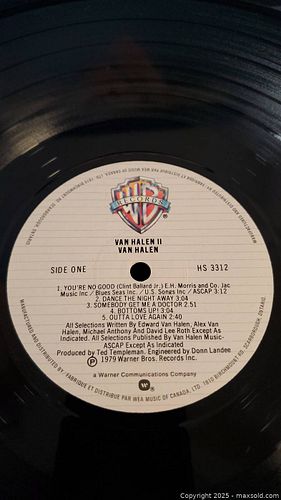 WB
RECORDS
VAN HALEN II
VAN HALEN
SIDE ONE
HS 3312
1. YOU'RE NO GOOD (Clint Ballard Jr.) E.H. Morris and Co. Jac
Music Inc / Blues Seas Inc. / U.S. Songs Inc / ASCAP 3:12
2. DANCE THE NIGHT AWAY 3:04
3. SOMEBODY GET ME A DOCTOR 2:51
4. BOTTOMS UP! 3:04
5. OUTTA LOVE AGAIN 2:40
All Selections Written By Edward Van Halen, Alex Van
Halen, Michael Anthony And David Lee Roth Except As
Indicated. All Selections Published By Van Halen Music-
ASCAP Except As Indicated
Produced by Ted Templeman. Engineered by Donn Landee
Ⓟ 1979 Warner Bros. Records Inc.
a Warner Communications Company
MANUFACTURED AND DISTRIBUTED BY / FABRIQUE ET DISTRIBUE PAR WEA MUSIC OF CANADA, LTD. 1810 BIRCHMOUNT RD. SCARBOROUGH, ONTARIO.
Copyright 2025 - maxsold.com